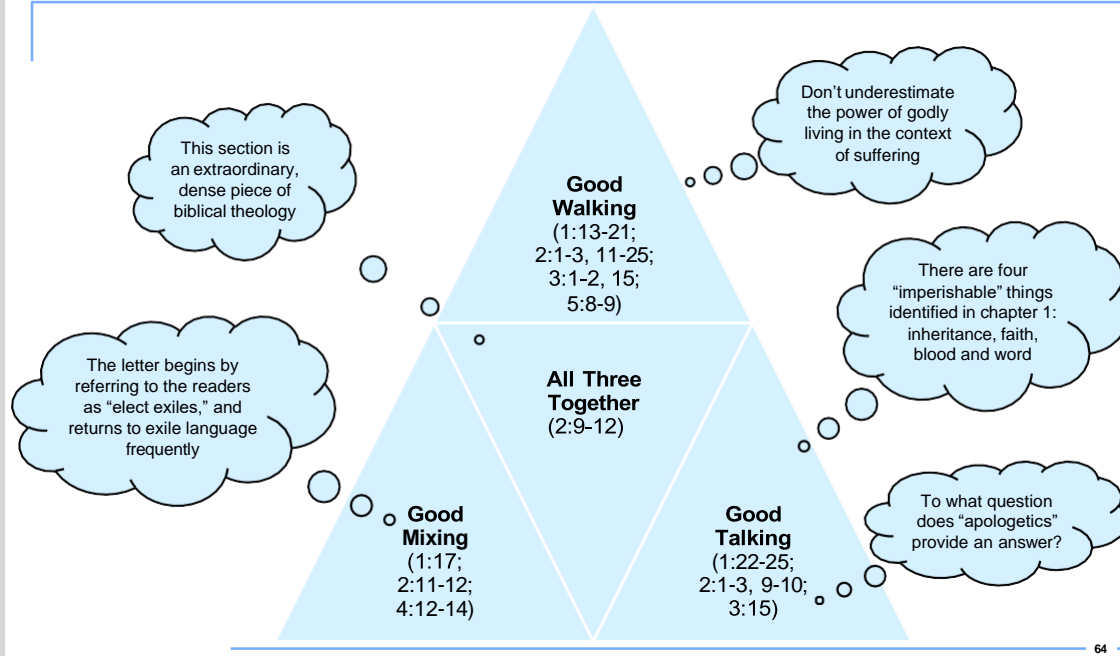 Don’t underestimate
the power of godly
living in the context
of suffering
This section is
an extraordinary,
dense piece of
biblical theology
Good
Walking
(1:13-21;
2:1-3, 11-25;
3:1-2, 15;
5:8-9)
There are four
“imperishable” things
identified in chapter 1:
inheritance, faith,
blood and word
The letter begins by
referring to the readers
as “elect exiles,” and
returns to exile language
frequently
All Three
Together
(2:9-12)
To what question
does “apologetics”
provide an answer?
Good
Mixing
(1:17;
2:11-12;
4:12-14)
Good
Talking
(1:22-25;
2:1-3, 9-10;
3:15)
64